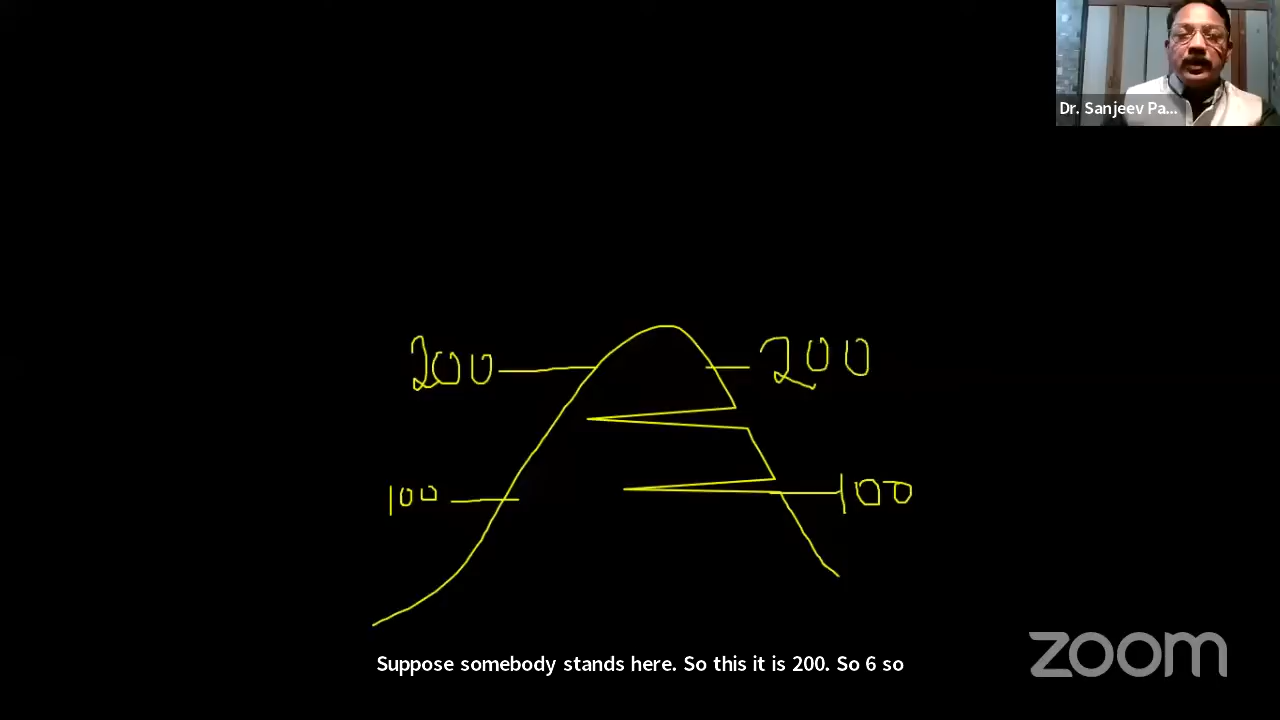 Dr. Sanjeev Pa...
200 200
100 100
Suppose somebody stands here. So this it is 200. So 6 so
zoom